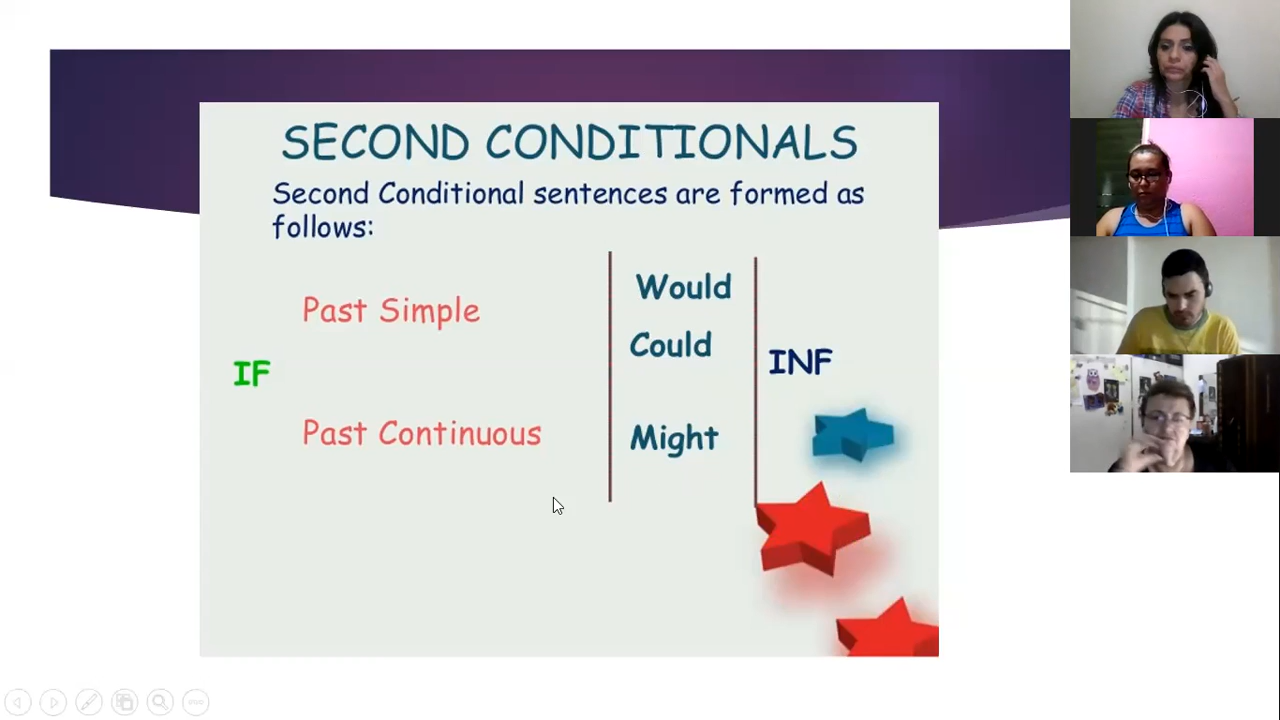 SECOND CONDITIONALS
Second Conditional sentences are formed as
follows:
Past Simple
IF
Past Continuous
Would
Could
Might
INF